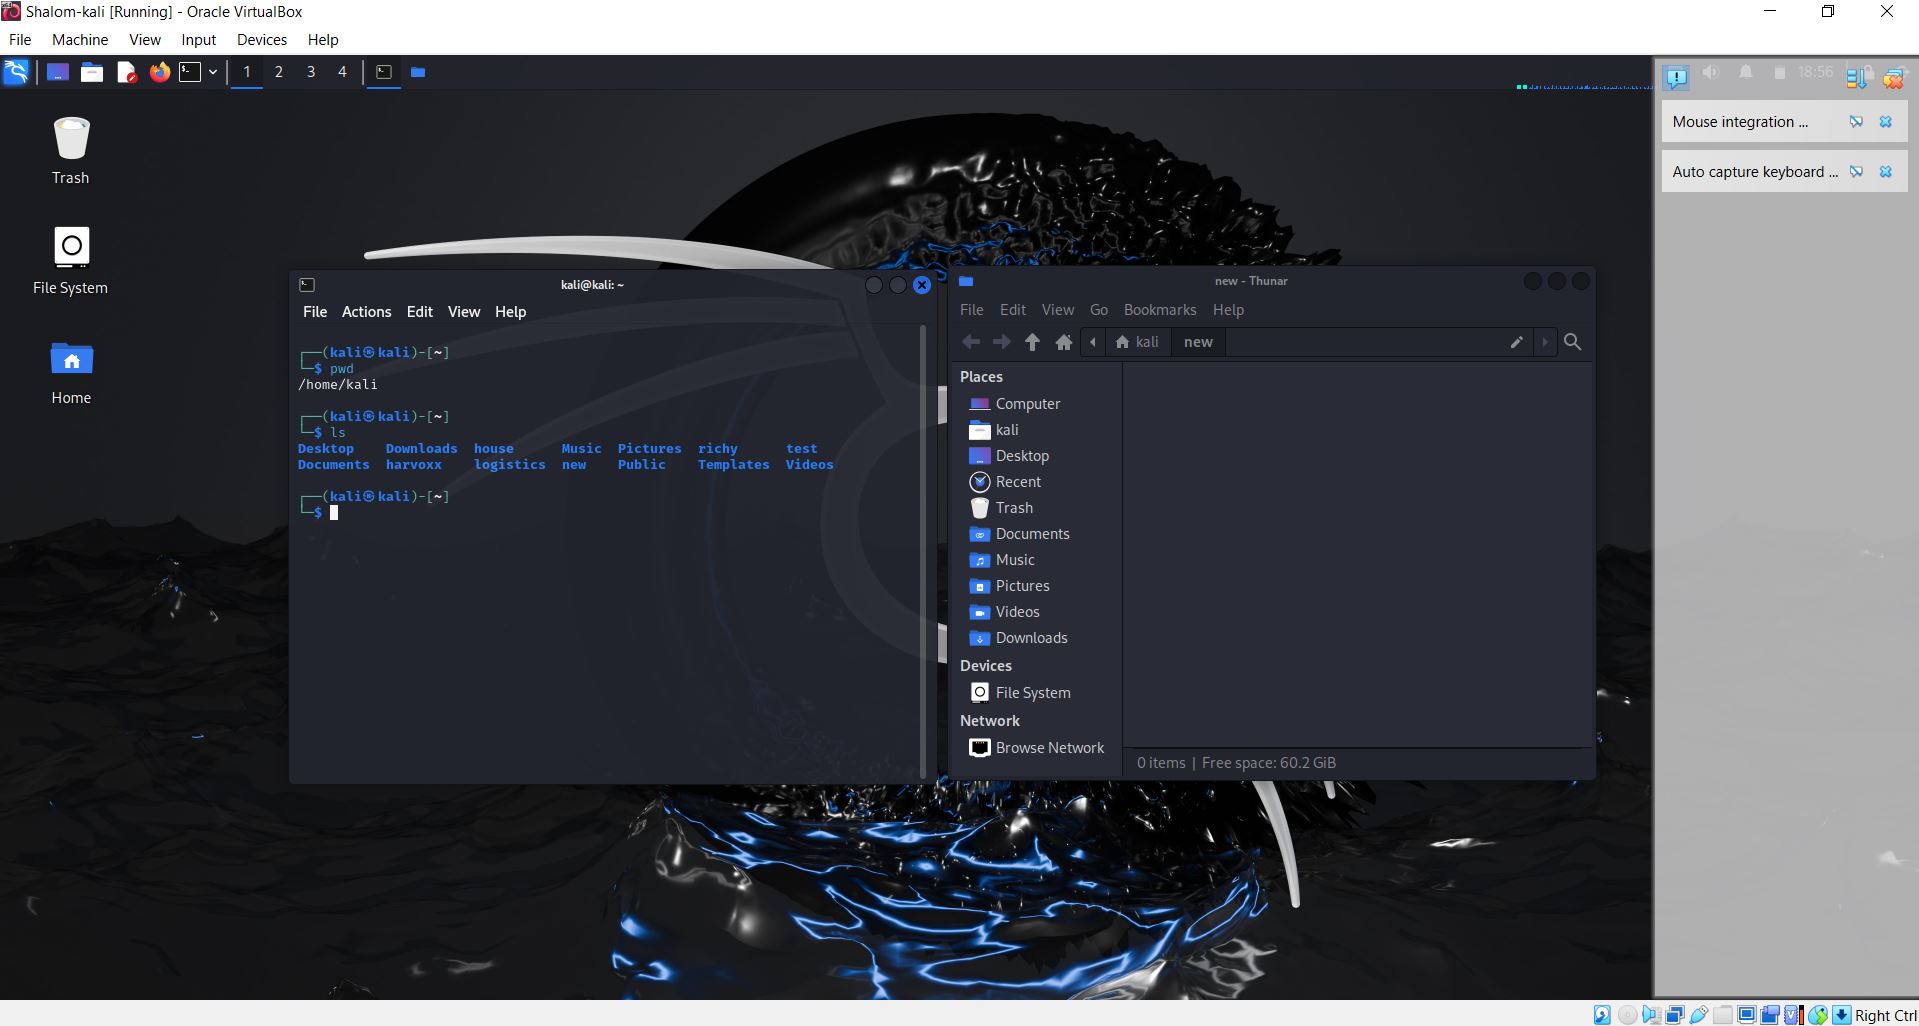 Shalom-kali [Running] - Oracle VirtualBox
File Machine View Input Devices Help
1 2 3 4
18:56
Mouse integration ...
Auto capture keyboard ...
Trash
File System
Home
kali@kali: ~
File Actions Edit View Help
┌──(kali㉿kali)-[~]
└─$ pwd
/home/kali
┌──(kali㉿kali)-[~]
└─$ ls
Desktop Downloads house Music Pictures richy test
Documents harvoxx logistics new Public Templates Videos
┌──(kali㉿kali)-[~]
└─$
new - Thunar
File Edit View Go Bookmarks Help
kali new
Places
Computer
kali
Desktop
Recent
Trash
Documents
Music
Pictures
Videos
Downloads
Devices
File System
Network
Browse Network
0 items | Free space: 60.2 GiB
Right Ctrl